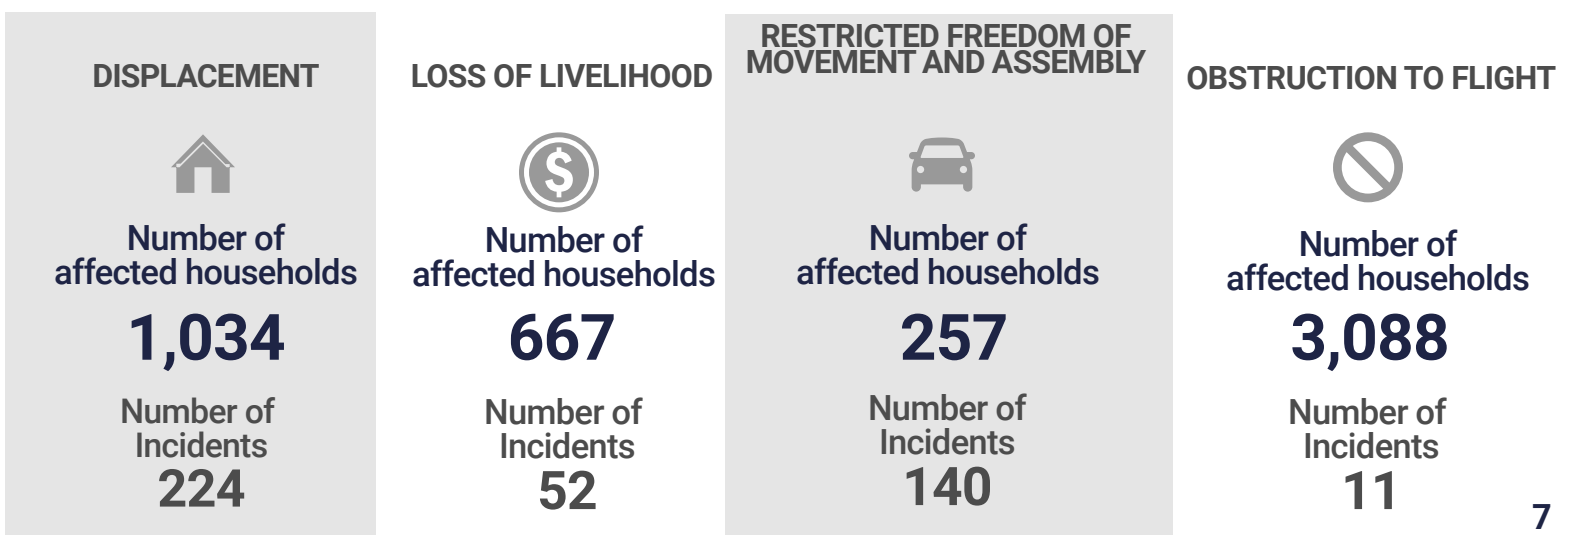 DISPLACEMENT
Number of
affected households
1,034
Number of
Incidents
224
LOSS OF LIVELIHOOD
$
Number of
affected households
667
Number of
Incidents
52
RESTRICTED FREEDOM OF
MOVEMENT AND ASSEMBLY
Number of
affected households
257
Number of
Incidents
140
OBSTRUCTION TO FLIGHT
Number of
affected households
3,088
Number of
Incidents
11
7